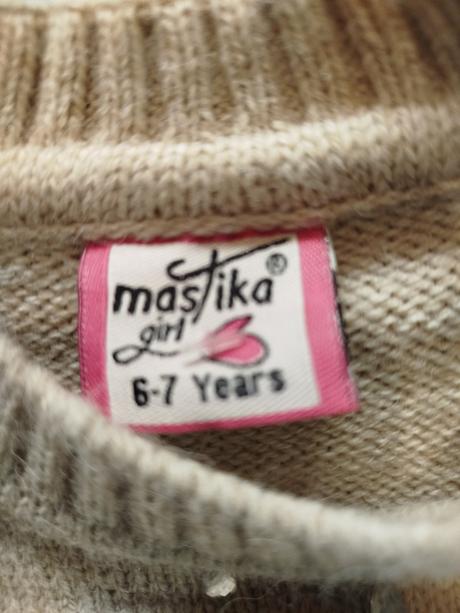 mastika®
girl
6-7 Years